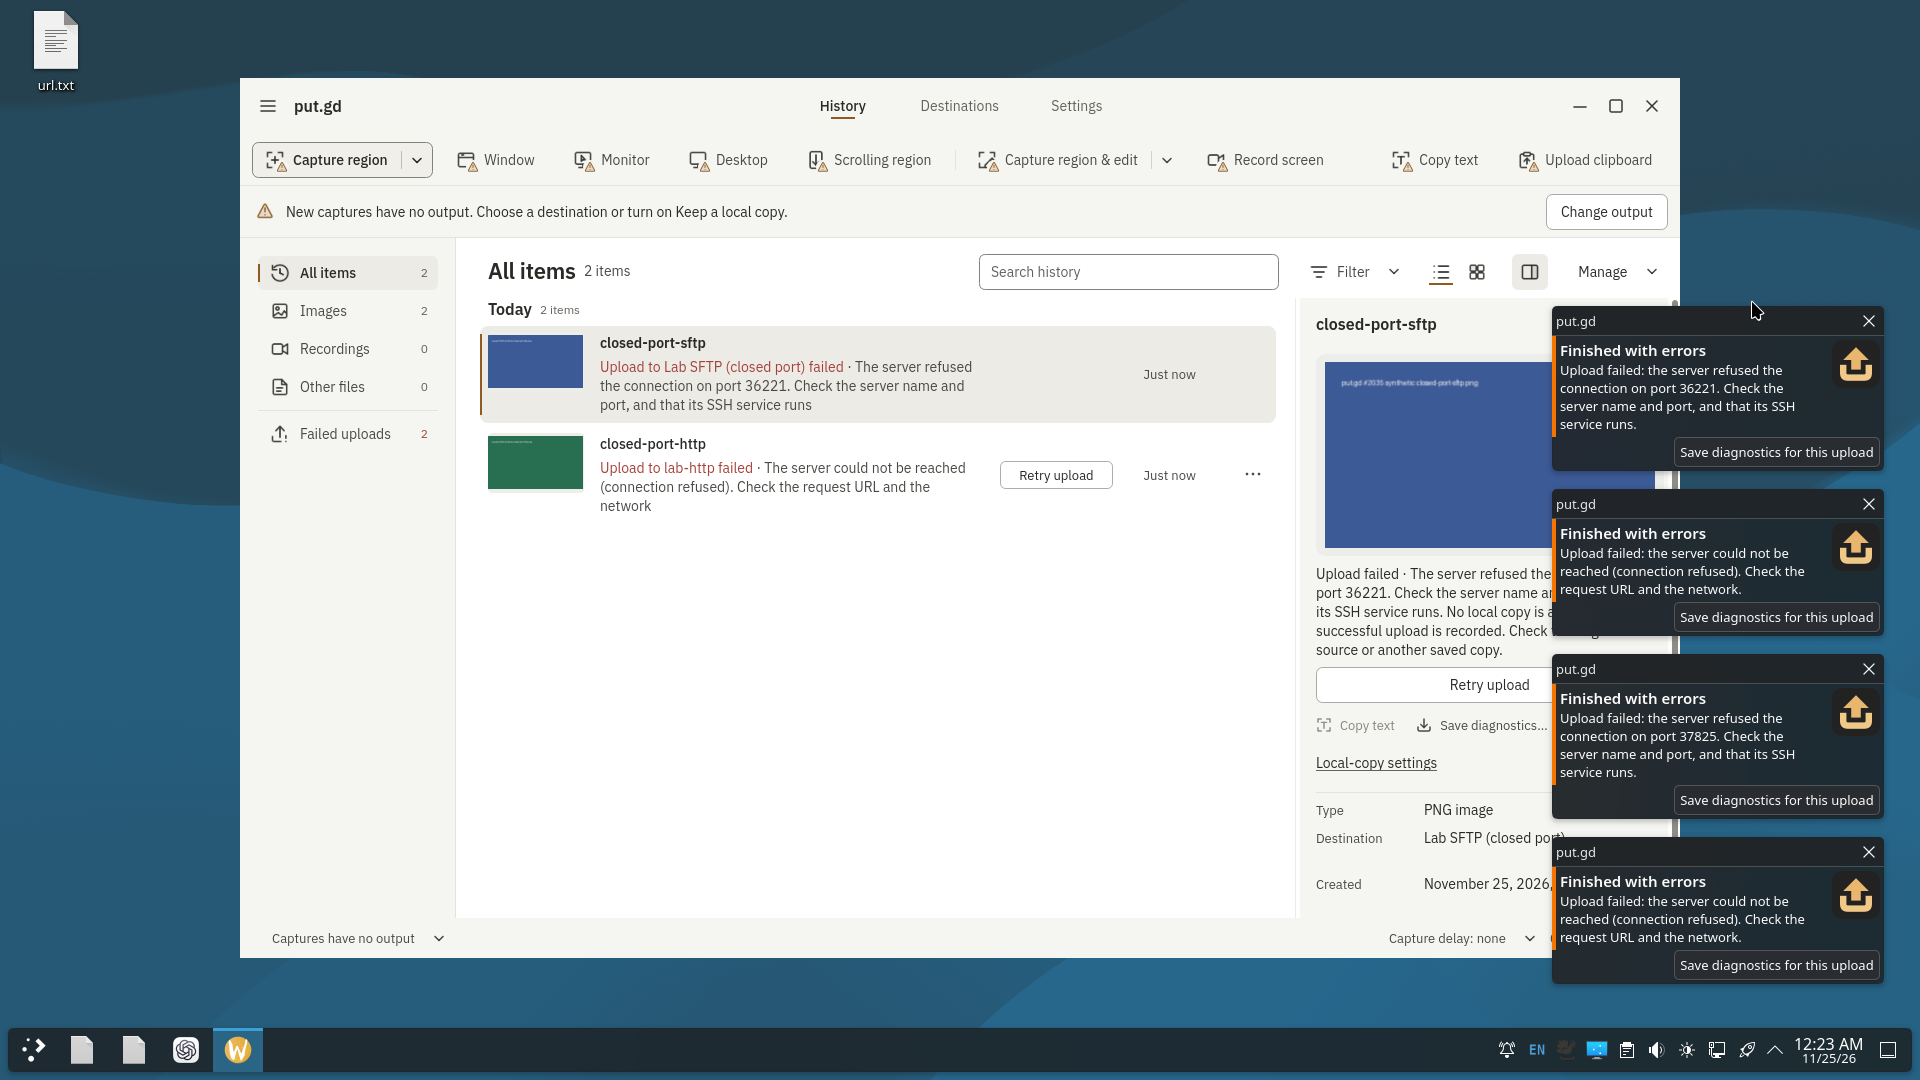 url.txt
put.gd
History
Destinations
Settings
Capture region
Window
Monitor
Desktop
Scrolling region
Capture region & edit
Record screen
Copy text
Upload clipboard
New captures have no output. Choose a destination or turn on Keep a local copy.
Change output
All items 2
Images 2
Recordings 0
Other files 0
Failed uploads 2
All items 2 items
Search history
Filter
Manage
Today 2 items
closed-port-sftp
Upload to Lab SFTP (closed port) failed · The server refused
the connection on port 36221. Check the server name and
port, and that its SSH service runs
Just now
closed-port-http
Upload to lab-http failed · The server could not be reached
(connection refused). Check the request URL and the
network
Retry upload
Just now
closed-port-sftp
put.gd #2035 synthetic closed-port-sftp.png
Upload failed · The server refused the
port 36221. Check the server name
its SSH service runs. No local copy is
successful upload is recorded. Check
source or another saved copy.
Retry upload
Copy text
Save diagnostics...
Local-copy settings
Type PNG image
Destination Lab SFTP (closed port)
Created November 25, 2026,
Captures have no output
Capture delay: none
put.gd
Finished with errors
Upload failed: the server refused the
connection on port 36221. Check the
server name and port, and that its SSH
service runs.
Save diagnostics for this upload
put.gd
Finished with errors
Upload failed: the server could not be
reached (connection refused). Check the
request URL and the network.
Save diagnostics for this upload
put.gd
Finished with errors
Upload failed: the server refused the
connection on port 37825. Check the
server name and port, and that its SSH
service runs.
Save diagnostics for this upload
put.gd
Finished with errors
Upload failed: the server could not be
reached (connection refused). Check the
request URL and the network.
Save diagnostics for this upload
W
EN
12:23 AM
11/25/26